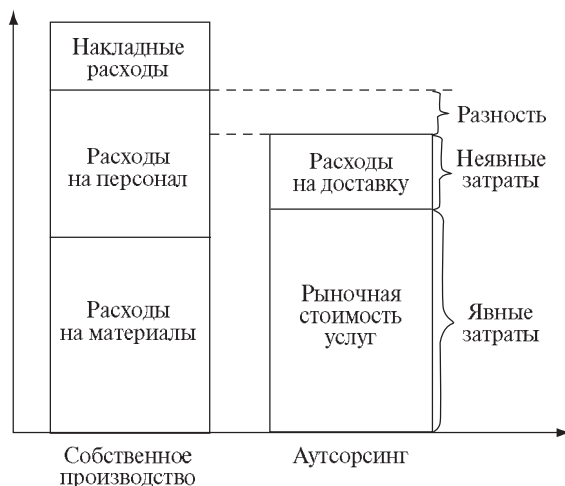 Накладные
расходы
Расходы
на персонал
Расходы
на материалы
Расходы
на доставку
Рыночная
стоимость
услуг
Разность
Неявные
затраты
Явные
затраты
Собственное
производство
Аутсорсинг